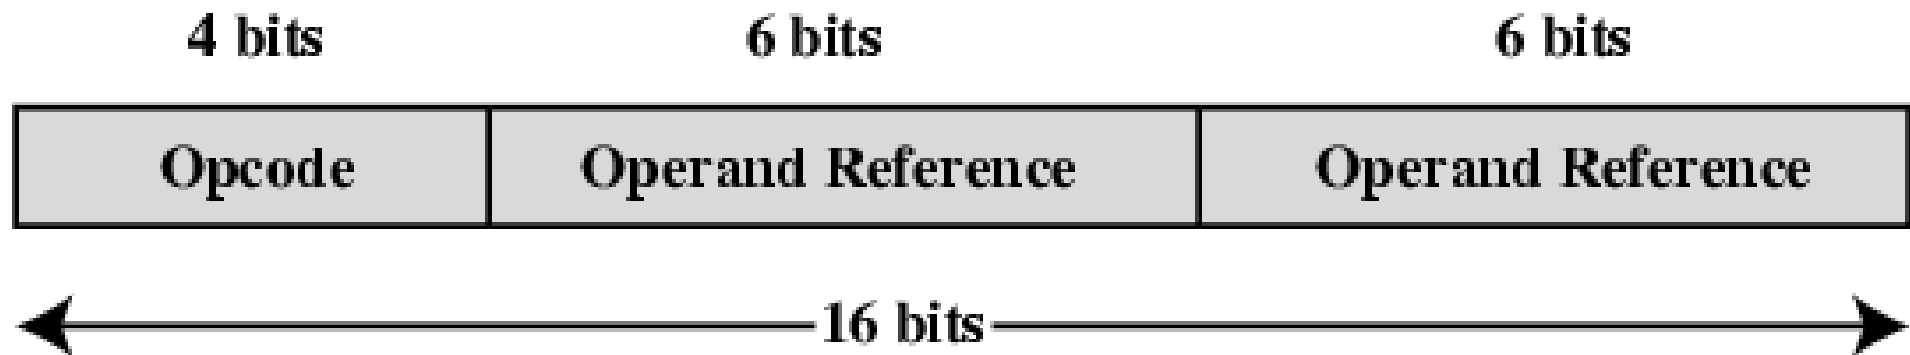 4 bits 6 bits 6 bits
Opcode Operand Reference Operand Reference
16 bits